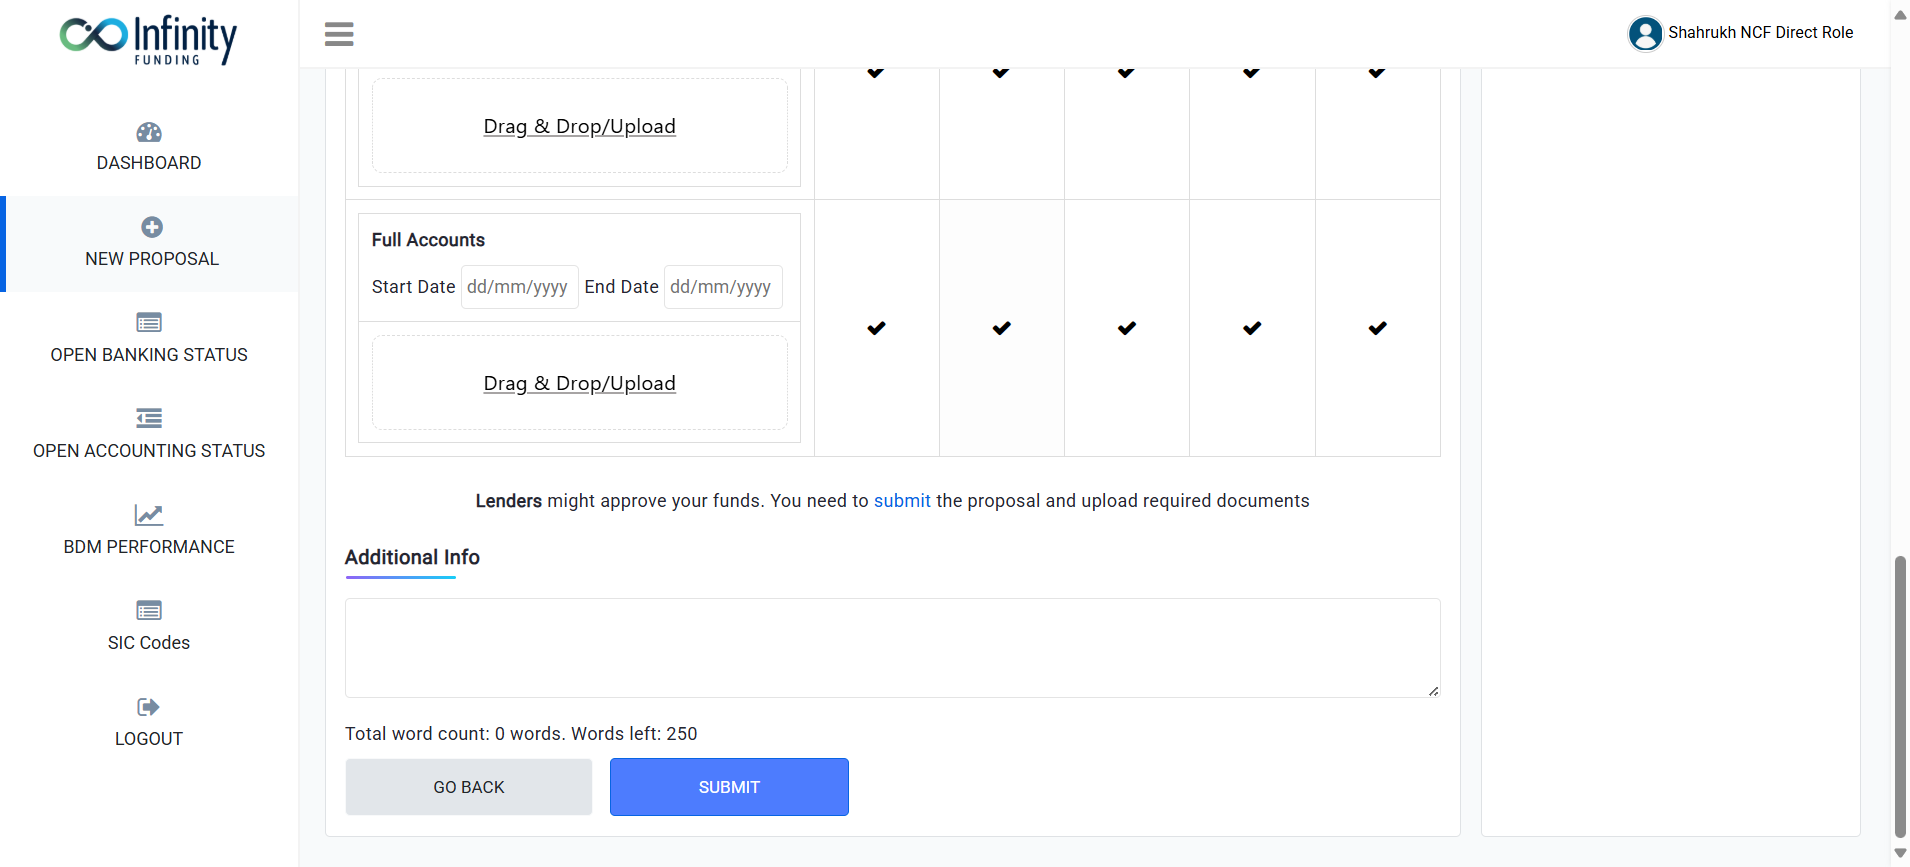 Infinity
FUNDING
Shahrukh NCF Direct Role
DASHBOARD
NEW PROPOSAL
OPEN BANKING STATUS
OPEN ACCOUNTING STATUS
BDM PERFORMANCE
SIC Codes
LOGOUT
Drag & Drop/Upload
Full Accounts
Start Date dd/mm/yyyy End Date dd/mm/yyyy
Drag & Drop/Upload
Lenders might approve your funds. You need to submit the proposal and upload required documents
Additional Info
Total word count: 0 words. Words left: 250
GO BACK
SUBMIT